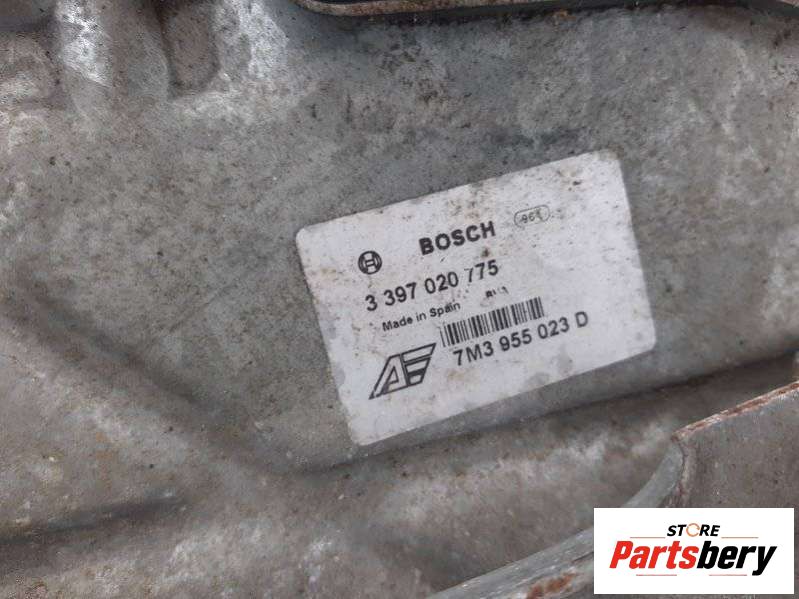 BOSCH
3 397 020 775
Made in Spain
7M3 955 023 D
STORE
Partsbery